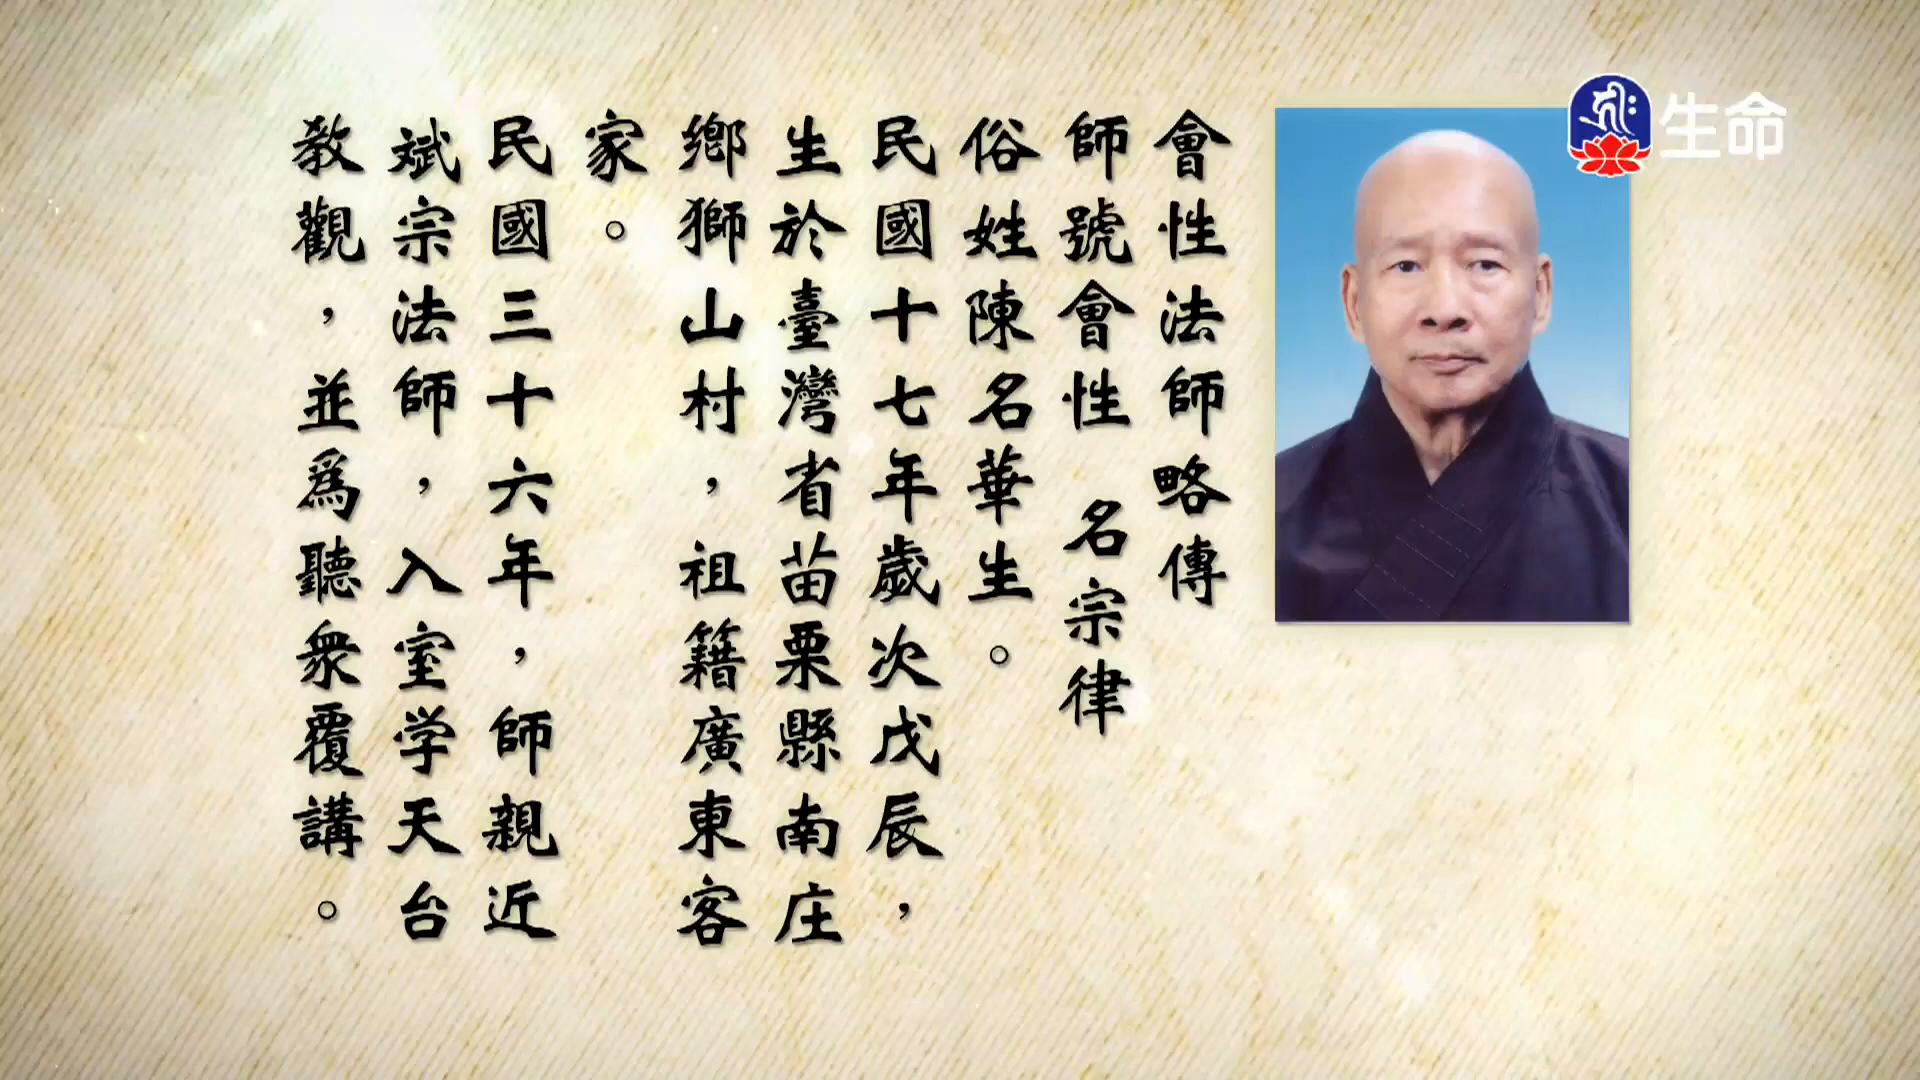 會性法師略傳
師號會性 名宗律
俗姓陳名華生。
民國十七年歲次戊辰，
生於臺灣省苗栗縣南庄
鄉獅山村，祖籍廣東客
家。
民國三十六年，師親近
斌宗法師，入室学天台
教觀，並為聽衆覆講。
生命